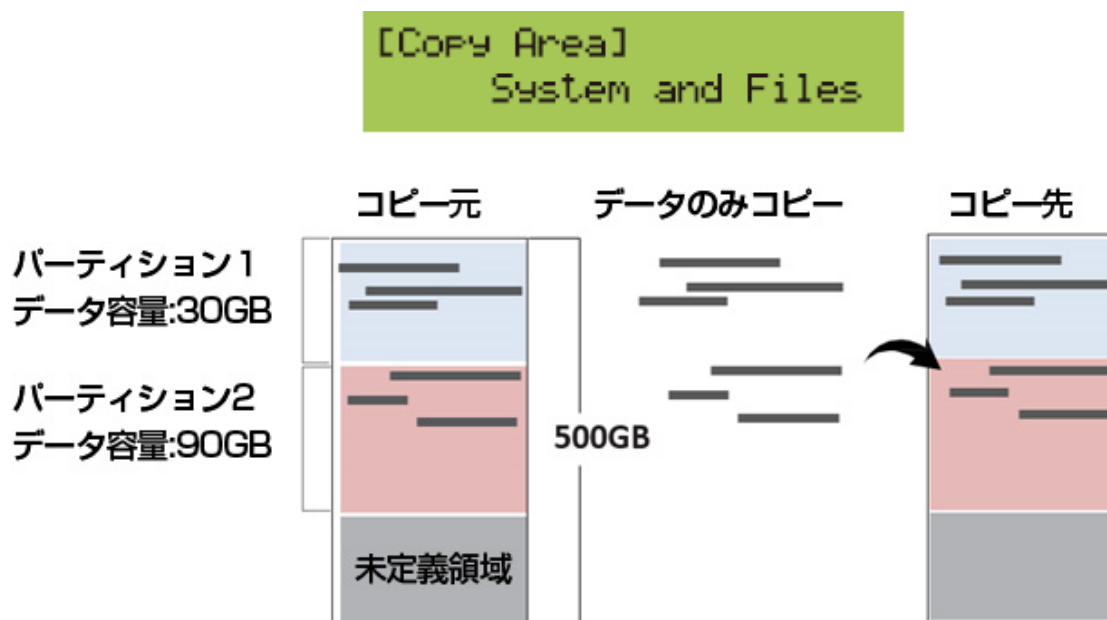 [Copy Area]
System and Files
コピー元
データのみコピー
コピー先
パーティション1
データ容量:30GB
パーティション2
データ容量:90GB
500GB
未定義領域